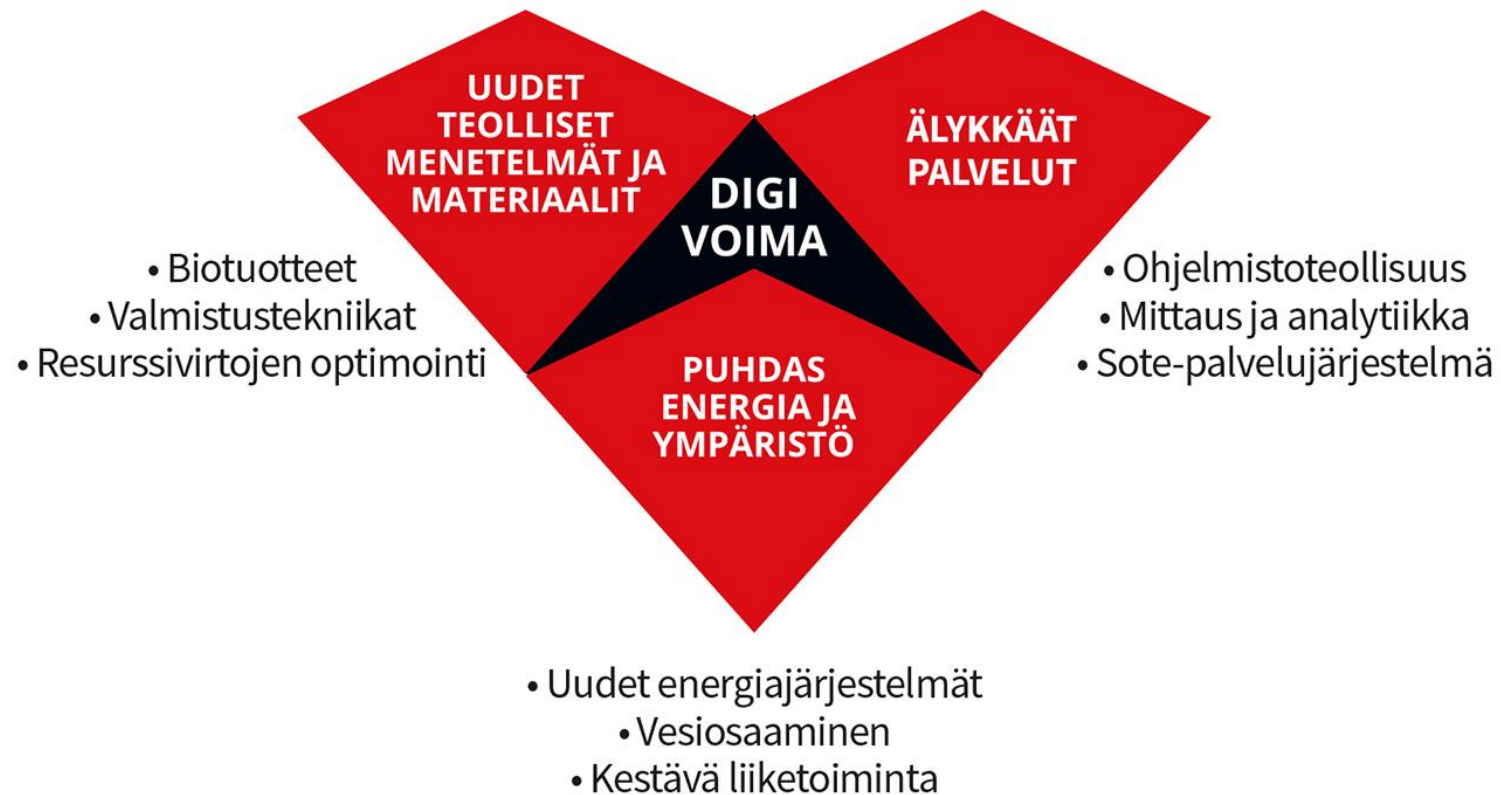 UUDET
TEOLLISET
MENETELMÄT JA
MATERIAALIT
ÄLYKKÄÄT
PALVELUT
DIGI
VOIMA
• Biotuotteet
• Valmistustekniikat
• Resurssivirtojen optimointi
• Ohjelmistoteollisuus
• Mittaus ja analytiikka
• Sote-palvelujärjestelmä
PUHDAS
ENERGIA JA
YMPÄRISTÖ
• Uudet energiajärjestelmät
• Vesiosaaminen
• Kestävä liiketoiminta